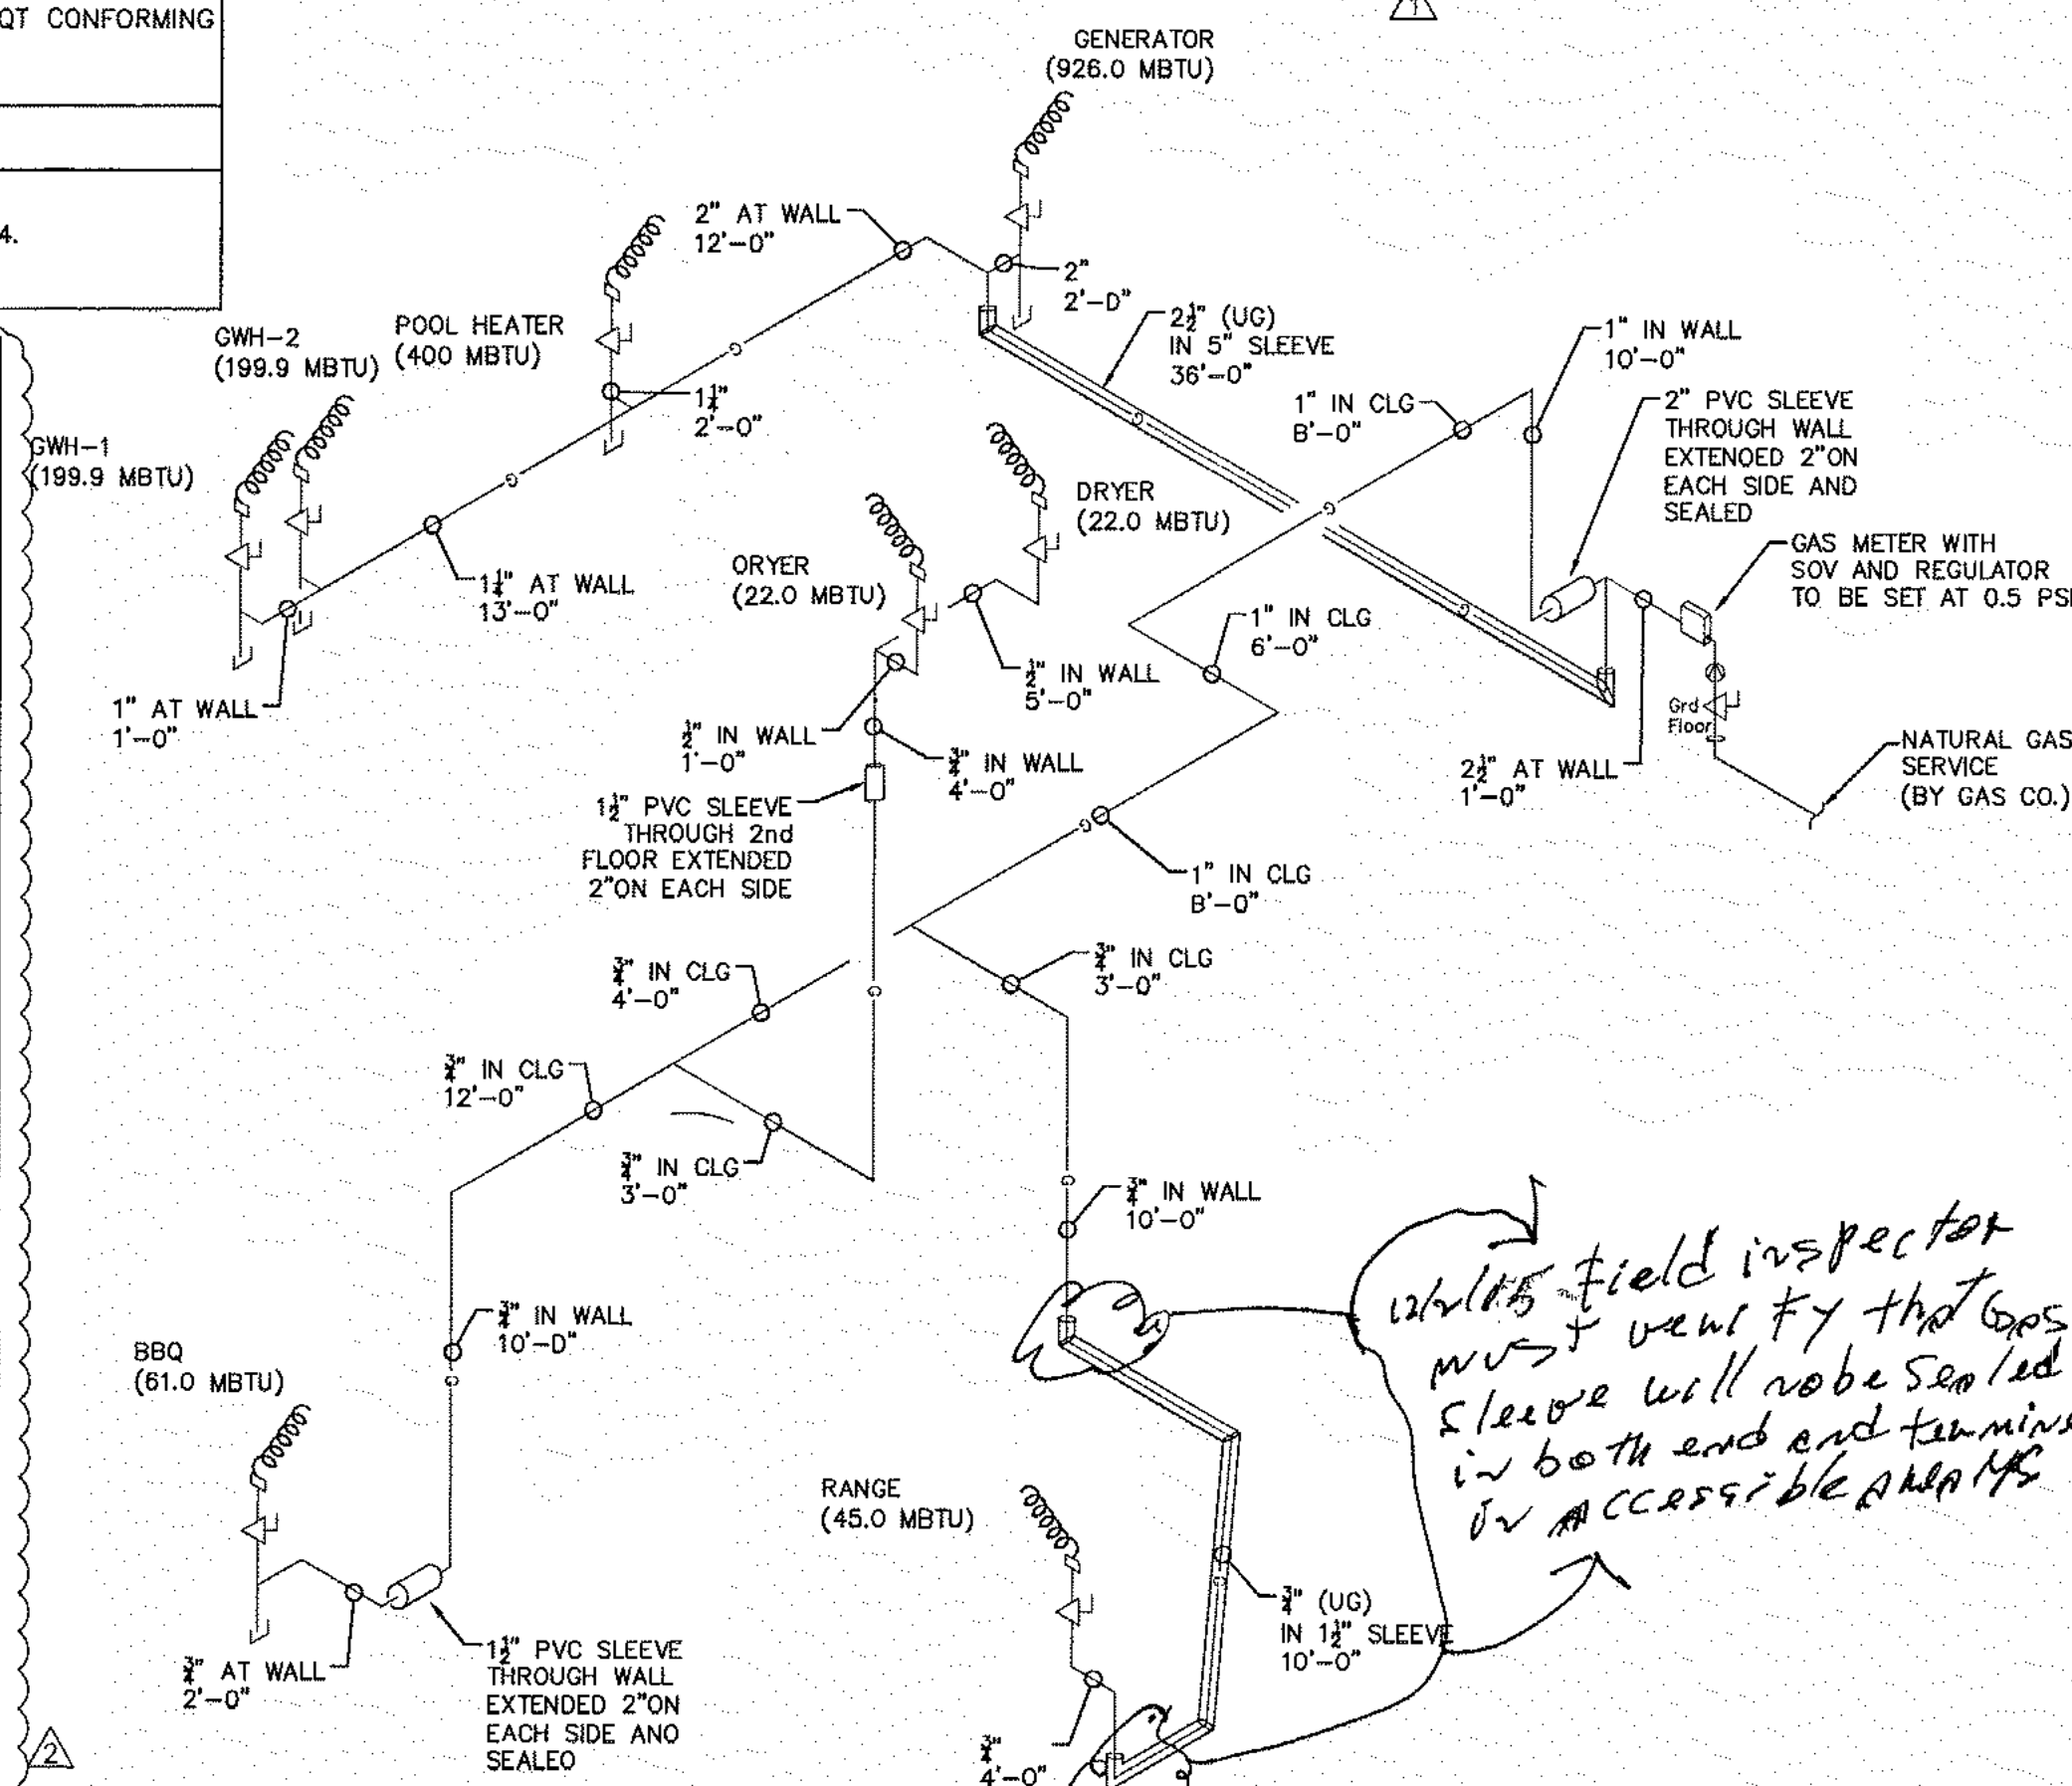 QT CONFORMING
4.
1
GENERATOR
(926.0 MBTU)
2" AT WALL
12'-0"
2"
2'-D"
2½" (UG)
IN 5" SLEEVE
36'-0"
1" IN WALL
10'-0"
GWH-2
(199.9 MBTU)
POOL HEATER
(400 MBTU)
1¼"
2'-0"
1" IN CLG
8'-0"
2" PVC SLEEVE
THROUGH WALL
EXTENOED 2"ON
EACH SIDE AND
SEALED
GWH-1
(199.9 MBTU)
DRYER
(22.0 MBTU)
GAS METER WITH
SOV AND REGULATOR
TO BE SET AT 0.5 PSI
ORYER
(22.0 MBTU)
1¼" AT WALL
13'-0"
1" IN CLG
6'-0"
½" IN WALL
5'-0"
1" AT WALL
1'-0"
½" IN WALL
1'-0"
¾" IN WALL
4'-0"
Grd
Floor
2½" AT WALL
1'-0"
NATURAL GAS
SERVICE
(BY GAS CO.)
1½" PVC SLEEVE
THROUGH 2nd
FLOOR EXTENDED
2"ON EACH SIDE
1" IN CLG
8'-0"
¾" IN CLG
4'-0"
¾" IN CLG
3'-0"
¾" IN CLG
12'-0"
¾" IN CLG
3'-0"
¾" IN WALL
10'-0"
¾" IN WALL
10'-D"
BBQ
(61.0 MBTU)
12/2/15 field inspector
must verify that Gas
sleeve will no be sealed
in both end and
in accessible
RANGE
(45.0 MBTU)
¾" (UG)
IN 1½" SLEEVE
10'-0"
¾" AT WALL
2'-0"
1½" PVC SLEEVE
THROUGH WALL
EXTENDED 2"ON
EACH SIDE ANO
SEALEO
¾"
4'-0"
2